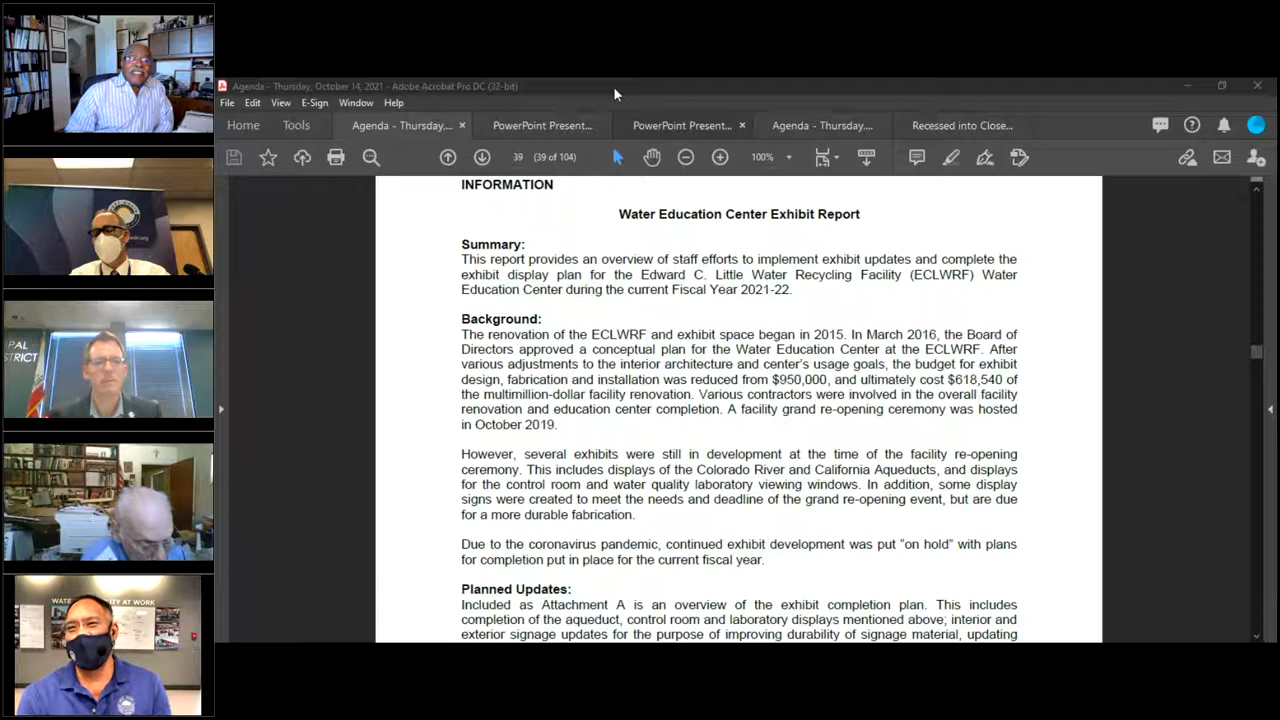 Agenda - Thursday, October 14, 2021 - Adobe Acrobat Pro DC (32-bit)
File Edit View E-Sign Window Help
Home Tools Agenda - Thursday,... × PowerPoint Present... PowerPoint Present... × Agenda - Thursday,... Recessed into Close...
39 (39 of 104) 100%
INFORMATION
Water Education Center Exhibit Report
Summary:
This report provides an overview of staff efforts to implement exhibit updates and complete the
exhibit display plan for the Edward C. Little Water Recycling Facility (ECLWRF) Water
Education Center during the current Fiscal Year 2021-22.
Background:
The renovation of the ECLWRF and exhibit space began in 2015. In March 2016, the Board of
Directors approved a conceptual plan for the Water Education Center at the ECLWRF. After
various adjustments to the interior architecture and center's usage goals, the budget for exhibit
design, fabrication and installation was reduced from $950,000, and ultimately cost $618,540 of
the multimillion-dollar facility renovation. Various contractors were involved in the overall facility
renovation and education center completion. A facility grand re-opening ceremony was hosted
in October 2019.
However, several exhibits were still in development at the time of the facility re-opening
ceremony. This includes displays of the Colorado River and California Aqueducts, and displays
for the control room and water quality laboratory viewing windows. In addition, some display
signs were created to meet the needs and deadline of the grand re-opening event, but are due
for a more durable fabrication.
Due to the coronavirus pandemic, continued exhibit development was put “on hold” with plans
for completion put in place for the current fiscal year.
Planned Updates:
Included as Attachment A is an overview of the exhibit completion plan. This includes
completion of the aqueduct, control room and laboratory displays mentioned above; interior and
exterior signage updates for the purpose of improving durability of signage material, updating
PAL
STRICT
WATE
ITY AT WORK